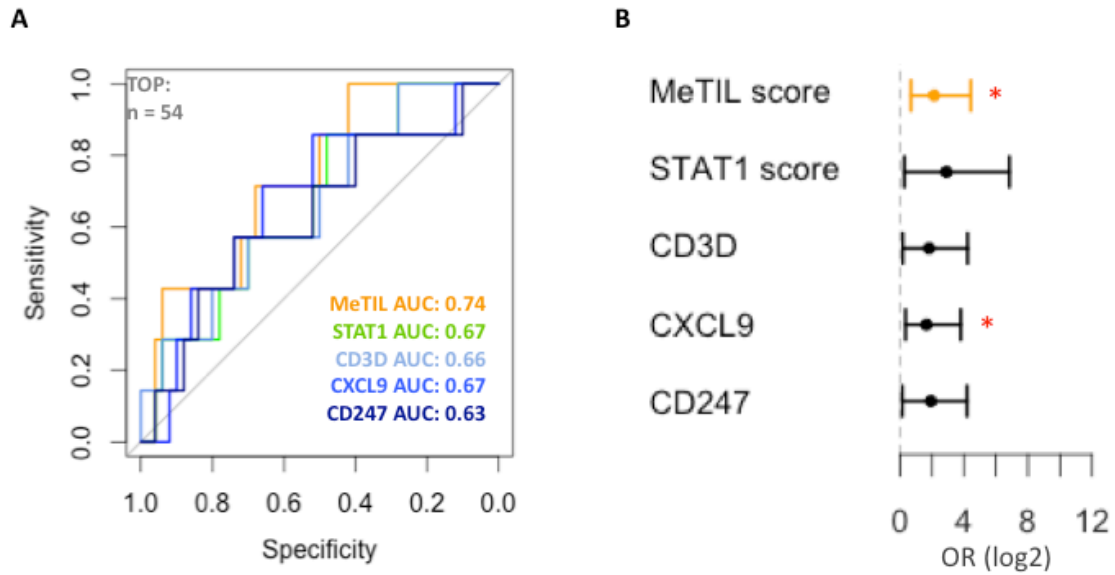 A
TOP:
n = 54
1.0
0.8
0.6
0.4
0.2
0.0
Sensitivity
MeTIL AUC: 0.74
STAT1 AUC: 0.67
CD3D AUC: 0.66
CXCL9 AUC: 0.67
CD247 AUC: 0.63
1.0 0.8 0.6 0.4 0.2 0.0
Specificity
B
MeTIL score *
STAT1 score
CD3D
CXCL9 *
CD247
0 4 8 12
OR (log2)